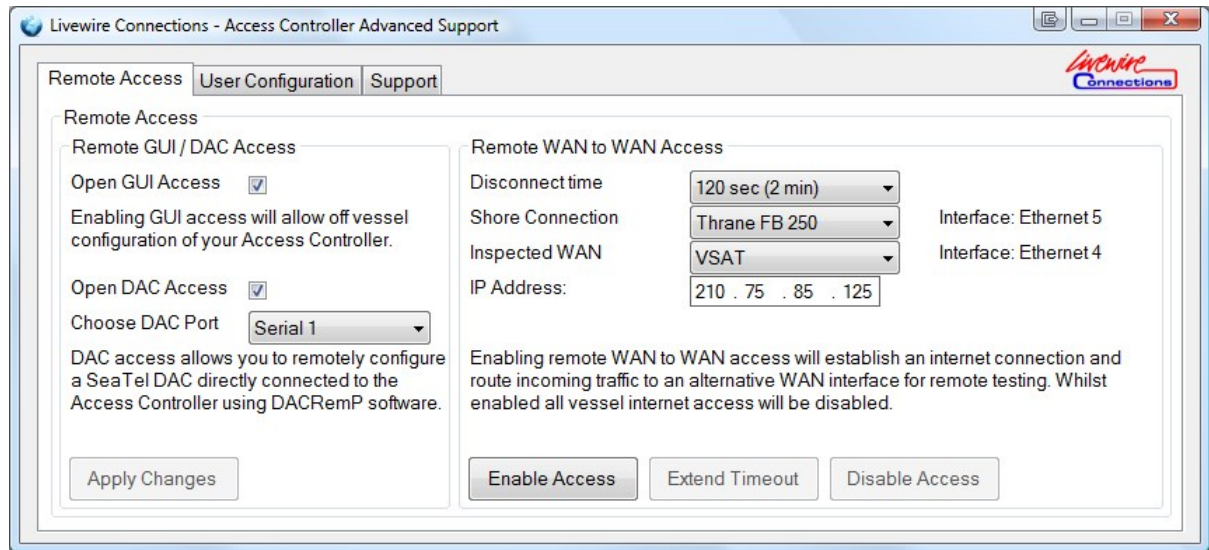 Livewire Connections - Access Controller Advanced Support
Livewire
Connections
Remote Access
User Configuration
Support
Remote Access
Remote GUI / DAC Access
Open GUI Access
Enabling GUI access will allow off vessel
configuration of your Access Controller.
Open DAC Access
Choose DAC Port
Serial 1
DAC access allows you to remotely configure
a SeaTel DAC directly connected to the
Access Controller using DACRemP software.
Apply Changes
Remote WAN to WAN Access
Disconnect time
120 sec (2 min)
Shore Connection
Thrane FB 250
Interface: Ethernet 5
Inspected WAN
VSAT
Interface: Ethernet 4
IP Address:
210 . 75 . 85 . 125
Enabling remote WAN to WAN access will establish an internet connection and
route incoming traffic to an alternative WAN interface for remote testing. Whilst
enabled all vessel internet access will be disabled.
Enable Access
Extend Timeout
Disable Access